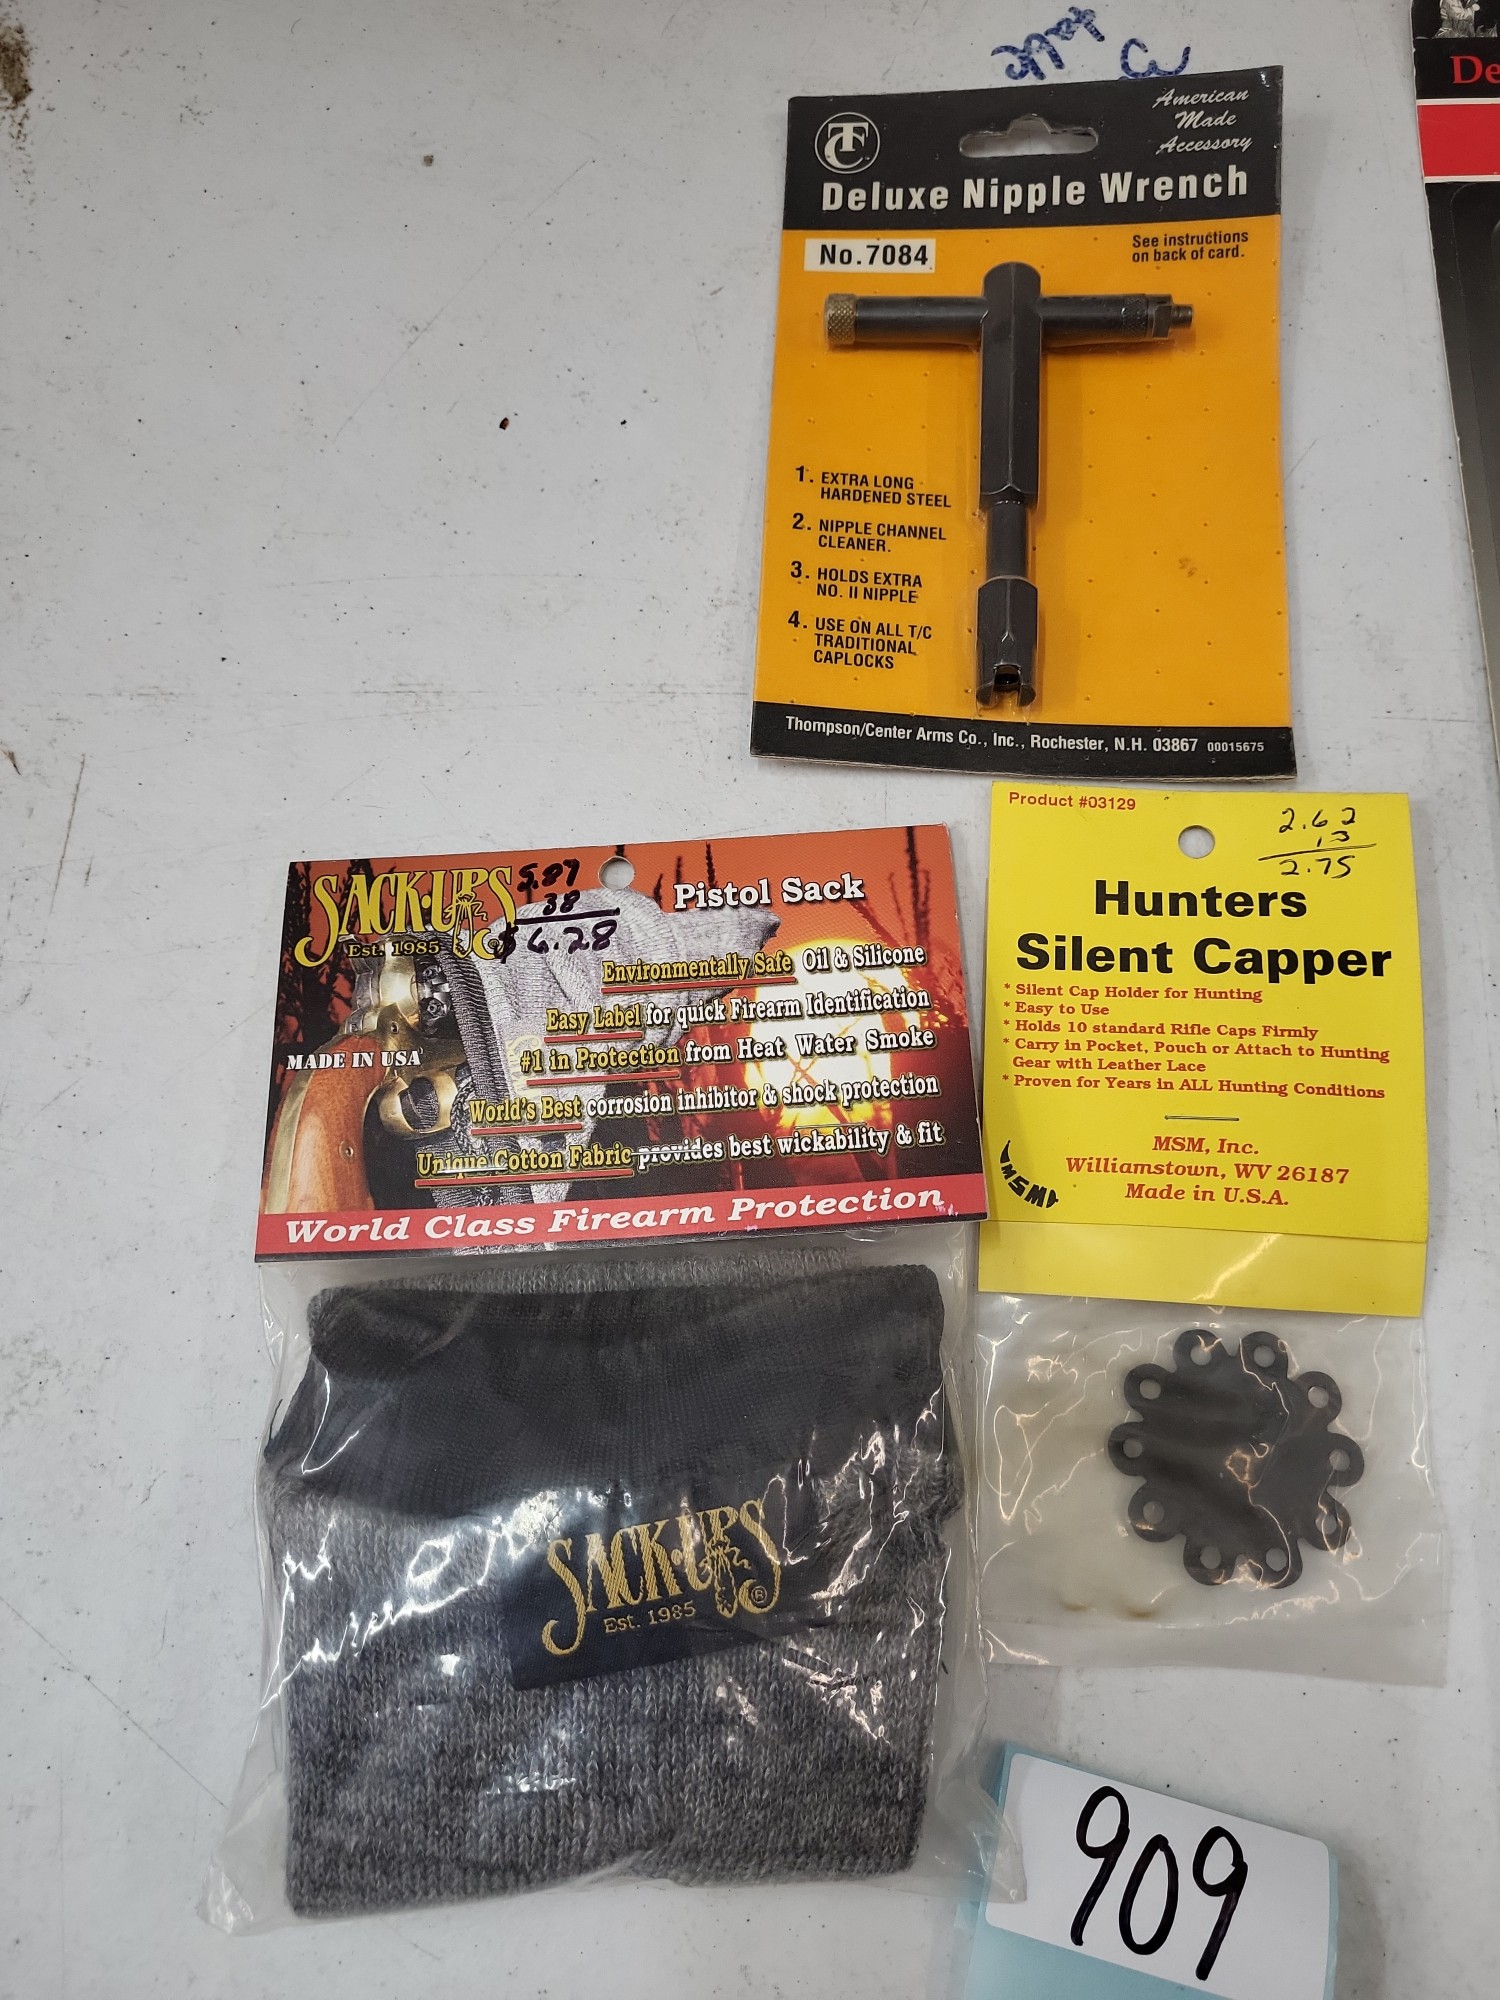 De
TC
American
Made
Accessory
Deluxe Nipple Wrench
No.7084
See instructions
on back of card.
1. EXTRA LONG
HARDENED STEEL
2. NIPPLE CHANNEL
CLEANER.
3. HOLDS EXTRA
NO. II NIPPLE
4. USE ON ALL T/C
TRADITIONAL
CAPLOCKS
Thompson/Center Arms Co., Inc., Rochester, N.H. 03867 00015675
SACK-UPS ®
Est. 1985
5.87
38
$6.28
Pistol Sack
Environmentally Safe Oil & Silicone
Easy Label for quick Firearm Identification
#1 in Protection from Heat Water Smoke
World's Best corrosion inhibitor & shock protection
Unique Cotton Fabric provides best wickability & fit
MADE IN USA
World Class Firearm Protection
SACK-UPS ®
Est. 1985
Product #03129
2.62
.13
2.75
Hunters
Silent Capper
* Silent Cap Holder for Hunting
* Easy to Use
* Holds 10 standard Rifle Caps Firmly
* Carry in Pocket, Pouch or Attach to Hunting
Gear with Leather Lace
* Proven for Years in ALL Hunting Conditions
MSM, Inc.
Williamstown, WV 26187
Made in U.S.A.
MSM
909